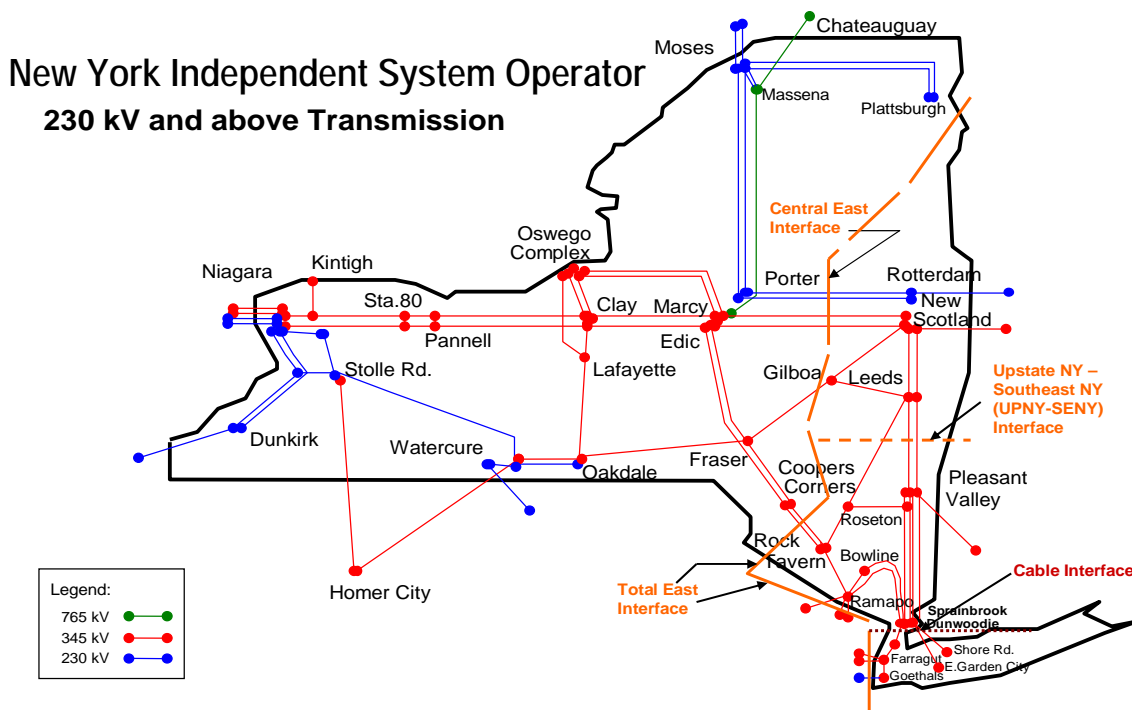 New York Independent System Operator
230 kV and above Transmission
Chateauguay
Moses
Massena
Plattsburgh
Central East
Interface
Oswego
Complex
Niagara
Kintigh
Sta.80
Pannell
Clay
Marcy
Edic
Porter
Rotterdam
New
Scotland
Stolle Rd.
Lafayette
Gilboa
Leeds
Upstate NY –
Southeast NY
(UPNY-SENY)
Interface
Dunkirk
Watercure
Oakdale
Fraser
Coopers
Corners
Pleasant
Valley
Roseton
Rock
Tavern
Bowline
Homer City
Total East
Interface
Ramapo
Cable Interface
Sprainbrook
Dunwoodie
Shore Rd.
Farragut
E.Garden City
Goethals
Legend:
765 kV
345 kV
230 kV